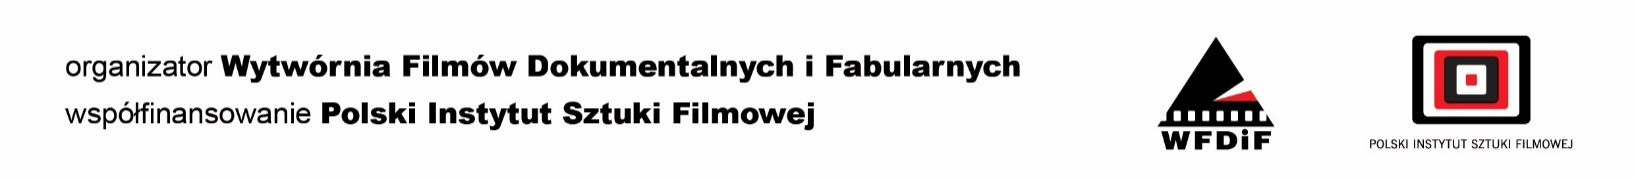 organizator Wytwórnia Filmów Dokumentalnych i Fabularnych
współfinansowanie Polski Instytut Sztuki Filmowej
WFDiF
POLSKI INSTYTUT SZTUKI FILMOWEJ